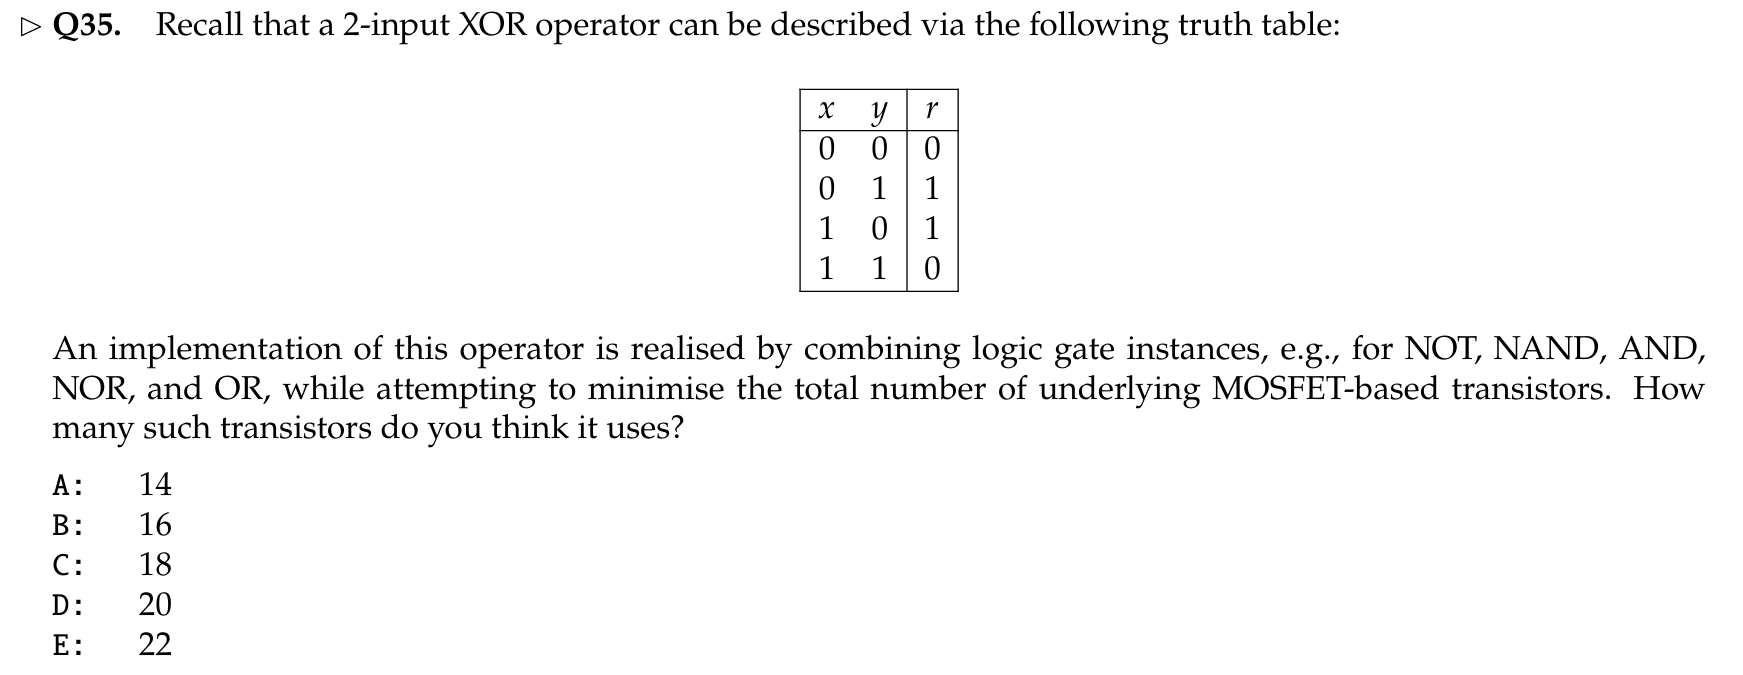 ▷ Q35. Recall that a 2-input XOR operator can be described via the following truth table:
x y r
0 0 0
0 1 1
1 0 1
1 1 0
An implementation of this operator is realised by combining logic gate instances, e.g., for NOT, NAND, AND,
NOR, and OR, while attempting to minimise the total number of underlying MOSFET-based transistors. How
many such transistors do you think it uses?
A: 14
B: 16
C: 18
D: 20
E: 22